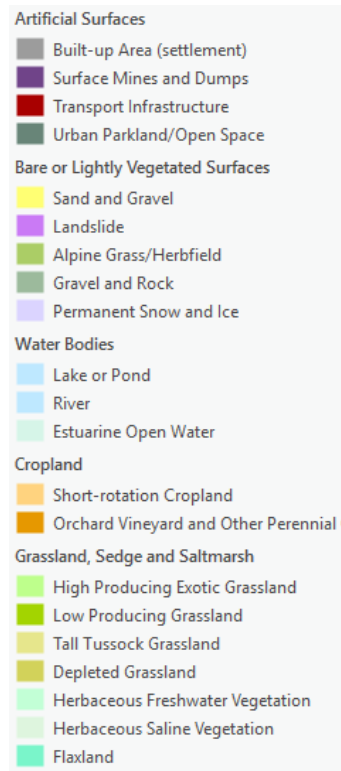 Artificial Surfaces
Built-up Area (settlement)
Surface Mines and Dumps
Transport Infrastructure
Urban Parkland/Open Space
Bare or Lightly Vegetated Surfaces
Sand and Gravel
Landslide
Alpine Grass/Herbfield
Gravel and Rock
Permanent Snow and Ice
Water Bodies
Lake or Pond
River
Estuarine Open Water
Cropland
Short-rotation Cropland
Orchard Vineyard and Other Perennial
Grassland, Sedge and Saltmarsh
High Producing Exotic Grassland
Low Producing Grassland
Tall Tussock Grassland
Depleted Grassland
Herbaceous Freshwater Vegetation
Herbaceous Saline Vegetation
Flaxland